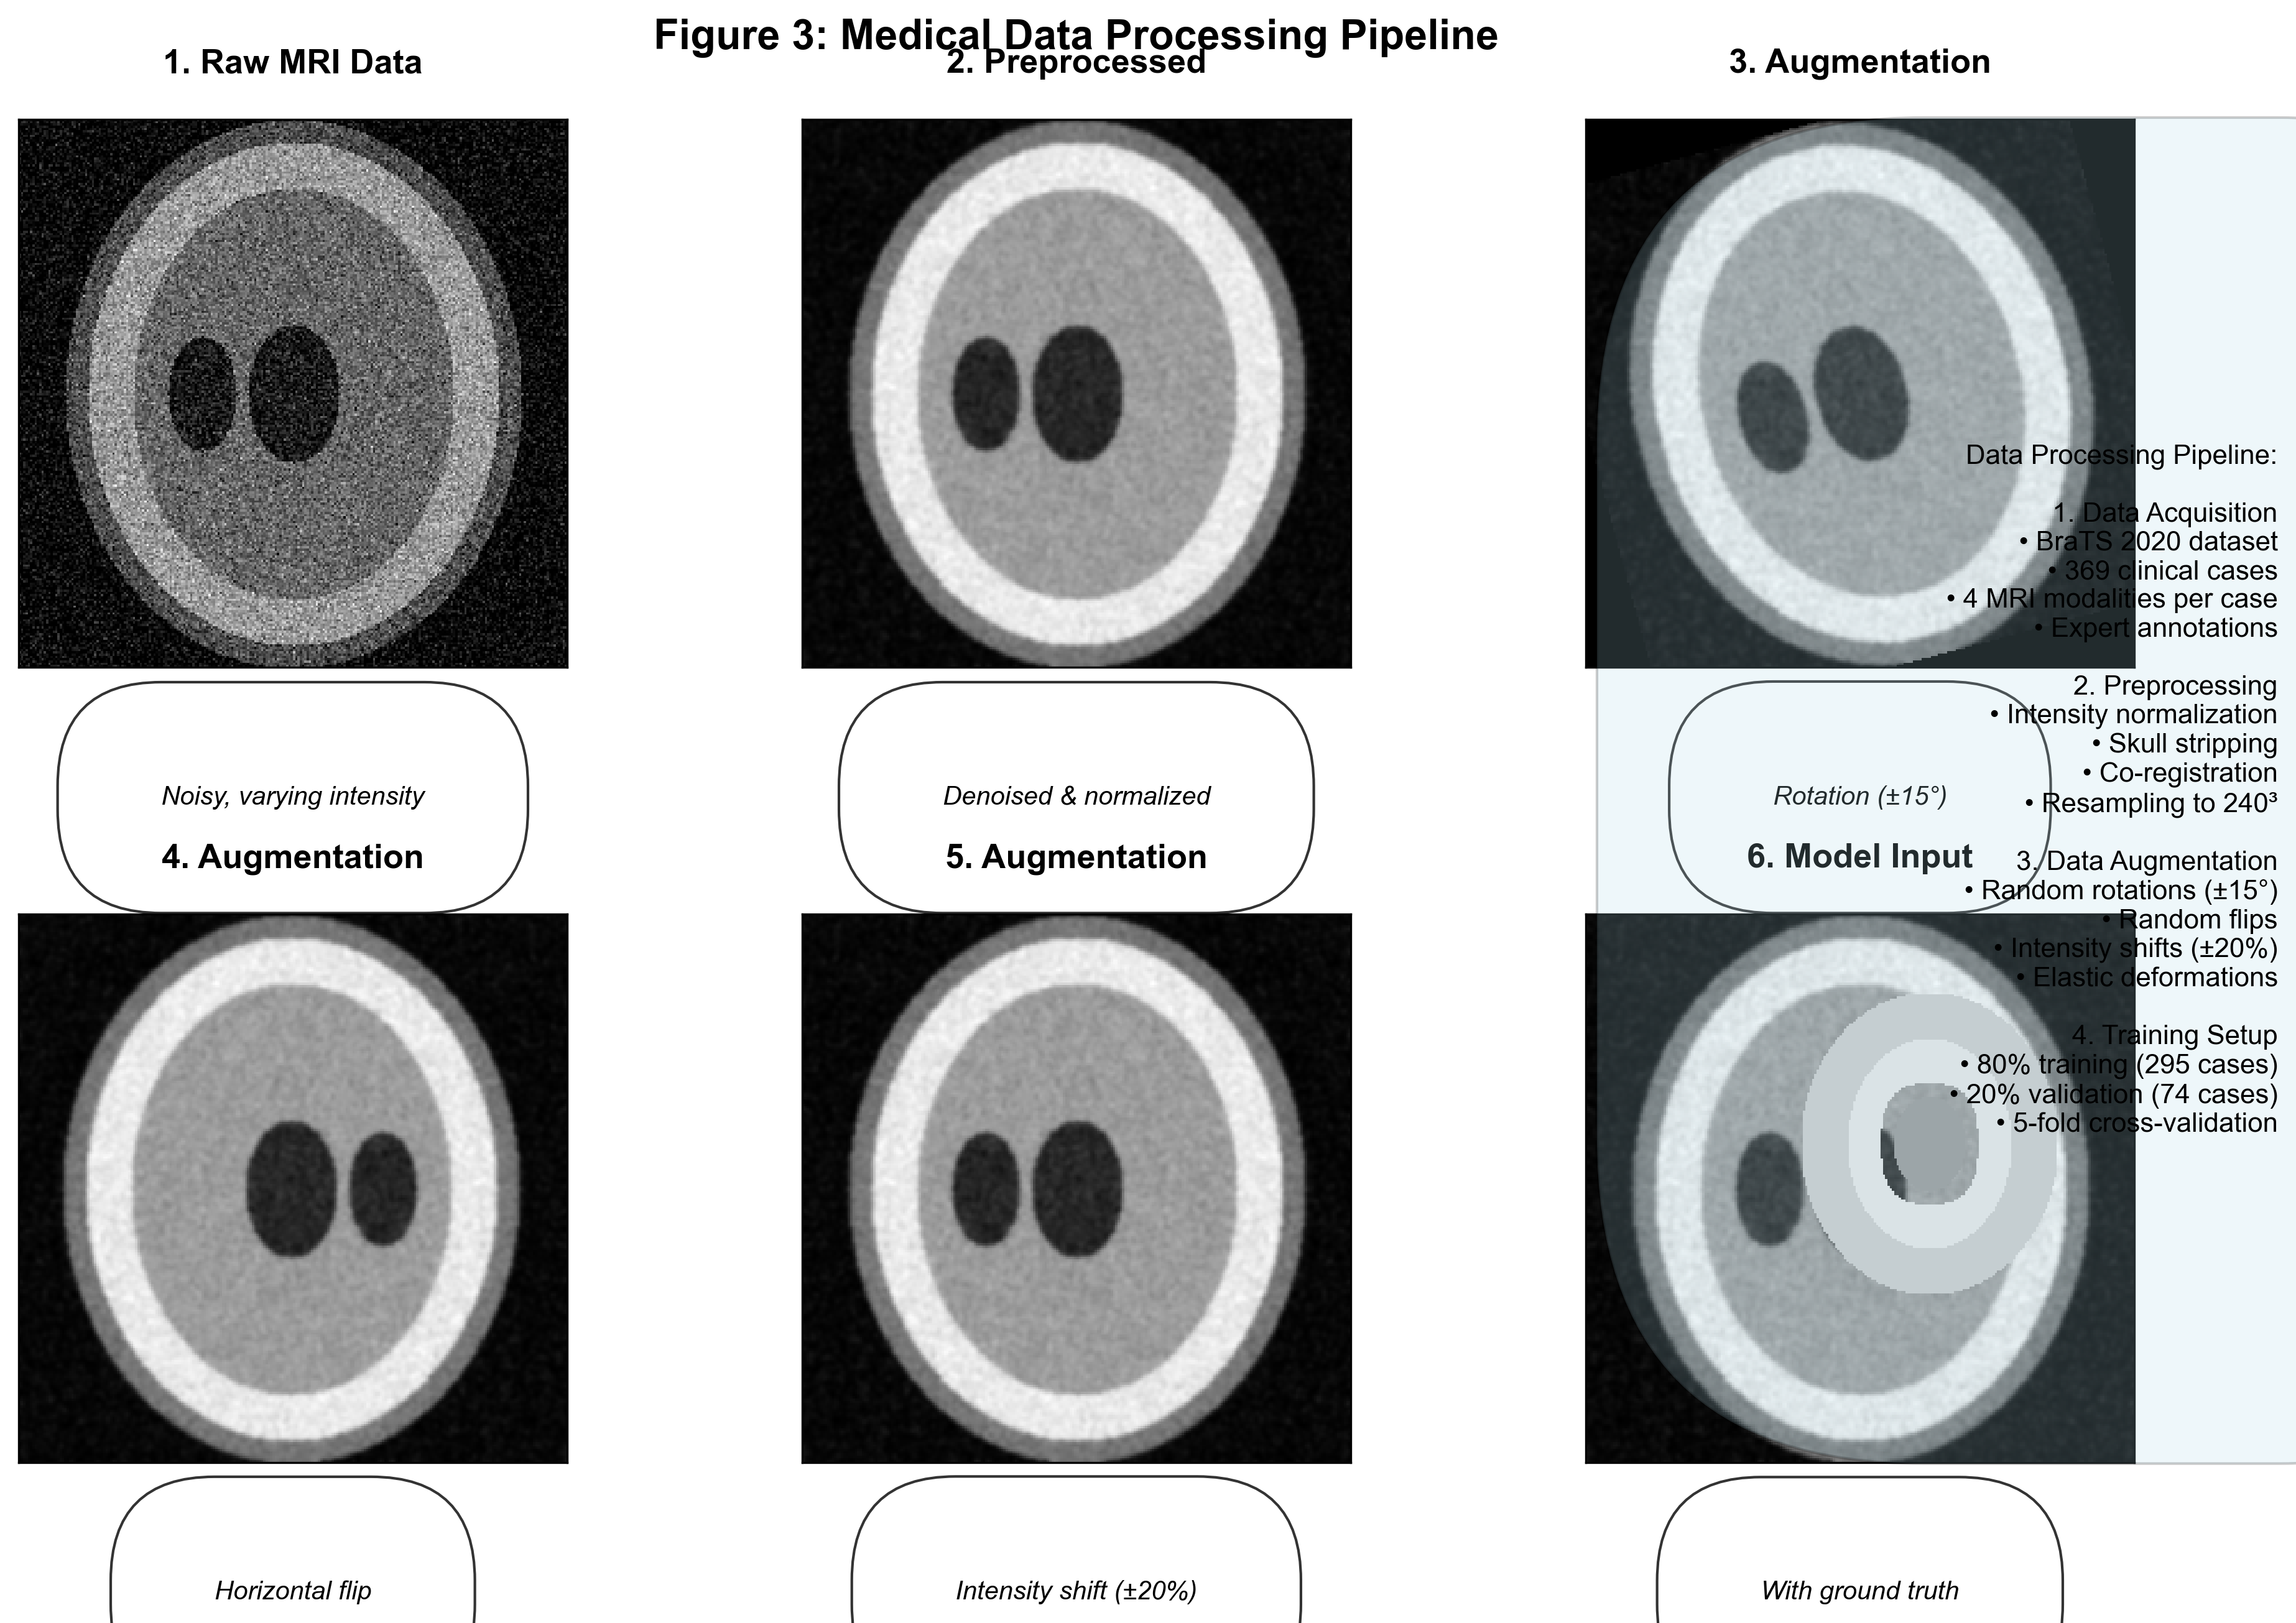 Figure 3: Medical Data Processing Pipeline
1. Raw MRI Data
2. Preprocessed
3. Augmentation
Noisy, varying intensity
Denoised & normalized
Rotation (±15°)
4. Augmentation
5. Augmentation
6. Model Input
Horizontal flip
Intensity shift (±20%)
With ground truth
Data Processing Pipeline:
1. Data Acquisition
• BraTS 2020 dataset
• 369 clinical cases
• 4 MRI modalities per case
• Expert annotations
2. Preprocessing
• Intensity normalization
• Skull stripping
• Co-registration
• Resampling to 240³
3. Data Augmentation
• Random rotations (±15°)
• Random flips
• Intensity shifts (±20%)
• Elastic deformations
4. Training Setup
• 80% training (295 cases)
• 20% validation (74 cases)
• 5-fold cross-validation